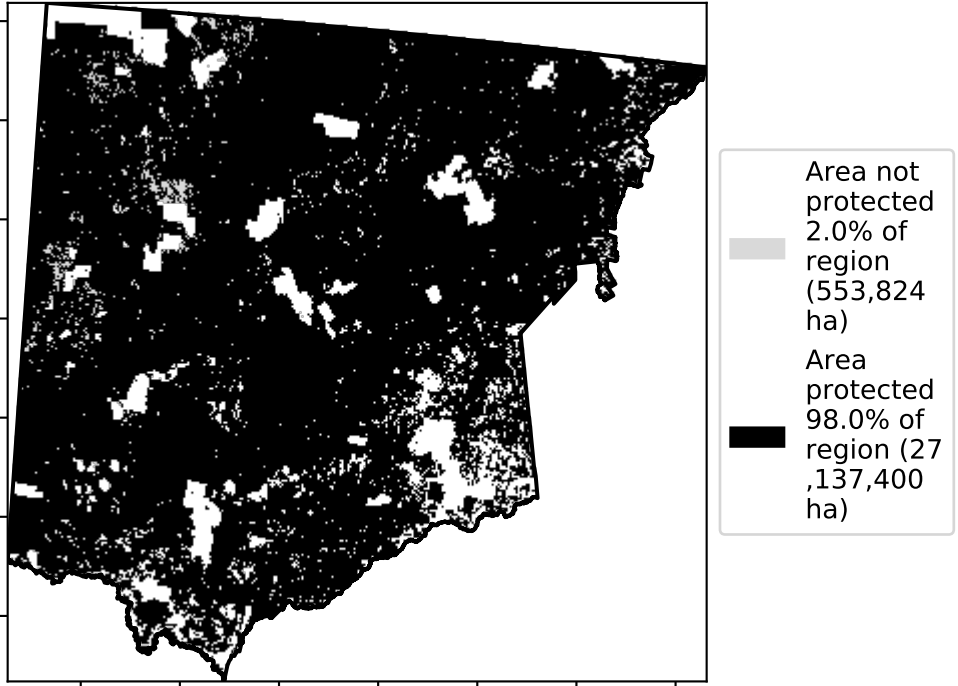 Area not
protected
2.0% of
region
(553,824
ha)
Area
protected
98.0% of
region (27
,137,400
ha)